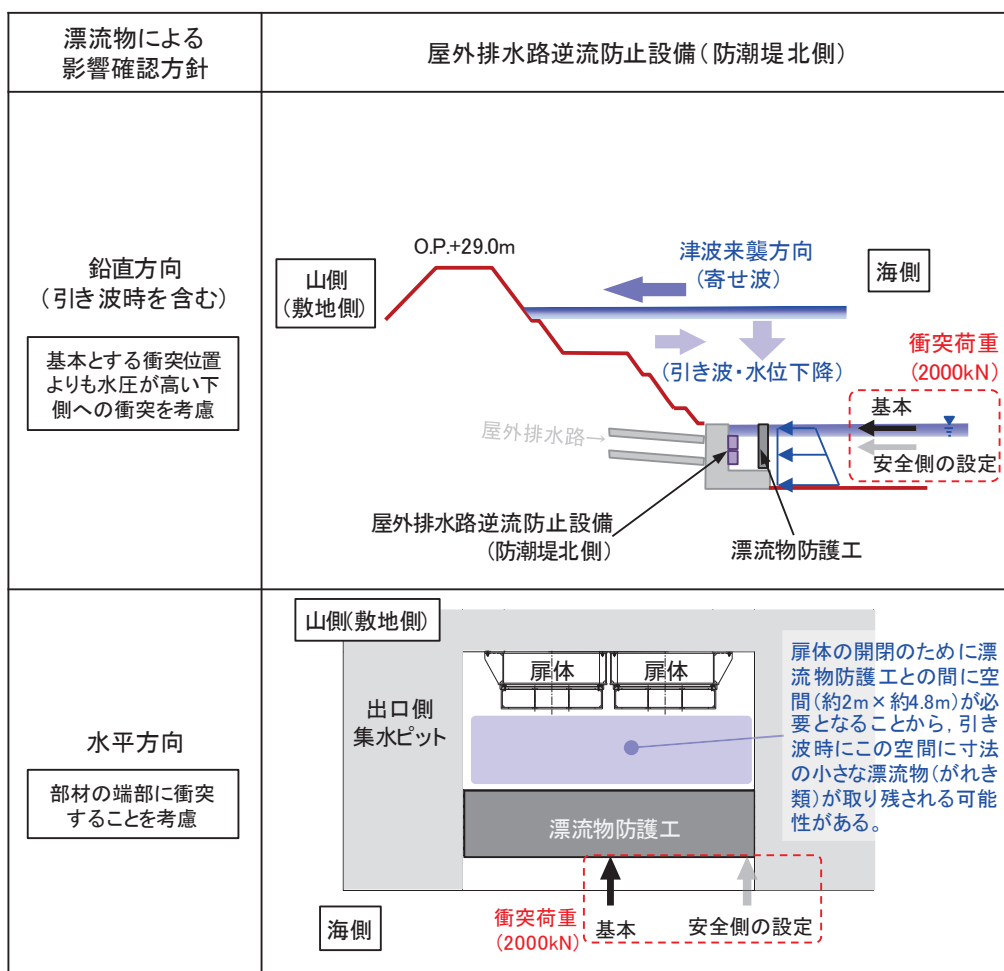 漂流物による
影響確認方針
屋外排水路逆流防止設備(防潮堤北側)
鉛直方向
(引き波時を含む)
基本とする衝突位置
よりも水圧が高い下
側への衝突を考慮
O.P.+29.0m
山側
(敷地側)
津波来襲方向
(寄せ波)
海側
(引き波・水位下降)
衝突荷重
(2000kN)
基本
安全側の設定
屋外排水路→
屋外排水路逆流防止設備
(防潮堤北側)
漂流物防護工
水平方向
部材の端部に衝突
することを考慮
山側(敷地側)
扉体
扉体
出口側
集水ピット
扉体の開閉のために漂
流物防護工との間に空
間(約2m×約4.8m)が必
要となることから,引き
波時にこの空間に寸法
の小さな漂流物(がれき
類)が取り残される可能
性がある。
漂流物防護工
海側
衝突荷重
(2000kN)
基本
安全側の設定